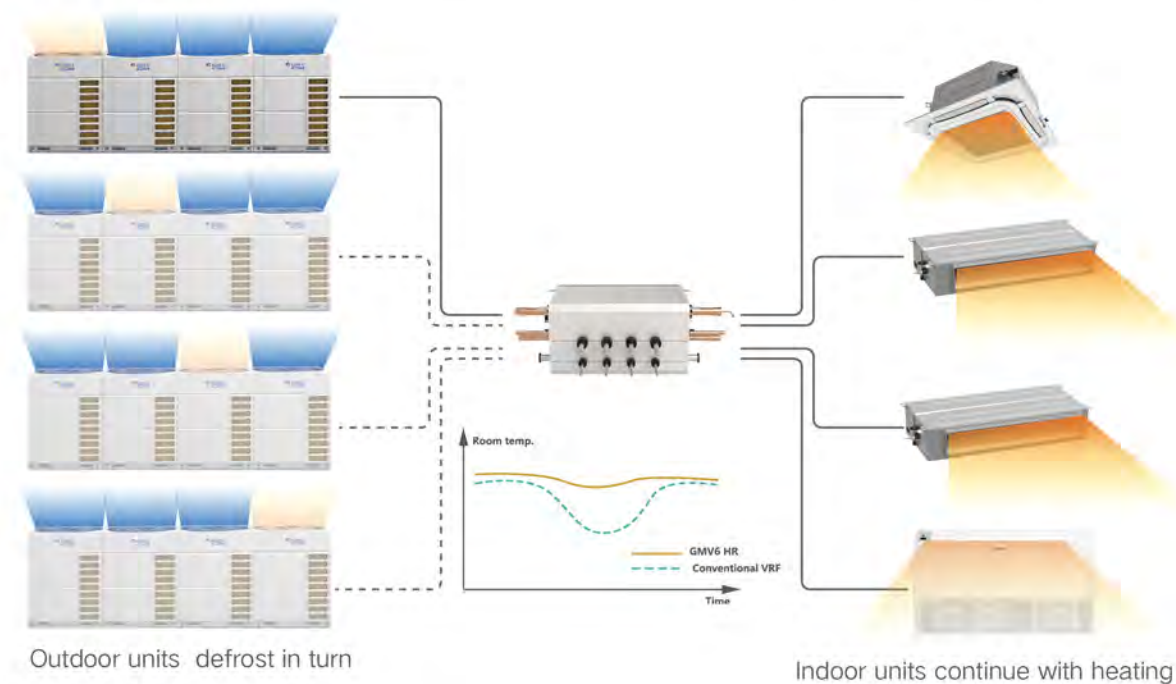 Room temp.
GMV6 HR
Conventional VRF
Time
Outdoor units defrost in turn
Indoor units continue with heating